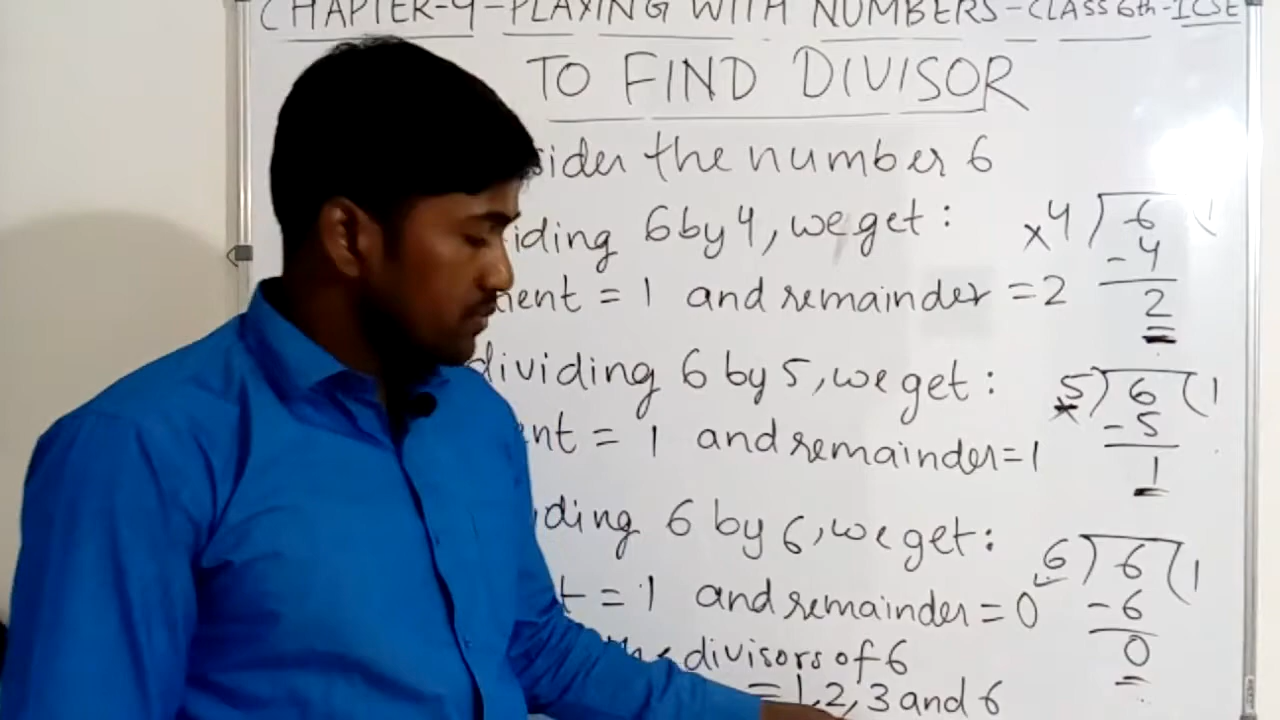 CHAPTER-4-PLAYING WITH NUMBERS-CLASS 6th-ICSE
TO FIND DIVISOR
sider the number 6
iding 6 by 4, we get :
ient = 1 and remainder = 2
×4) 6 (1
-4
2
dividing 6 by 5, we get :
nt = 1 and remainder = 1
×5) 6 (1
-5
1
iding 6 by 6, we get :
t = 1 and remainder = 0
6) 6 (1
-6
0
the divisors of 6
= 1, 2, 3 and 6